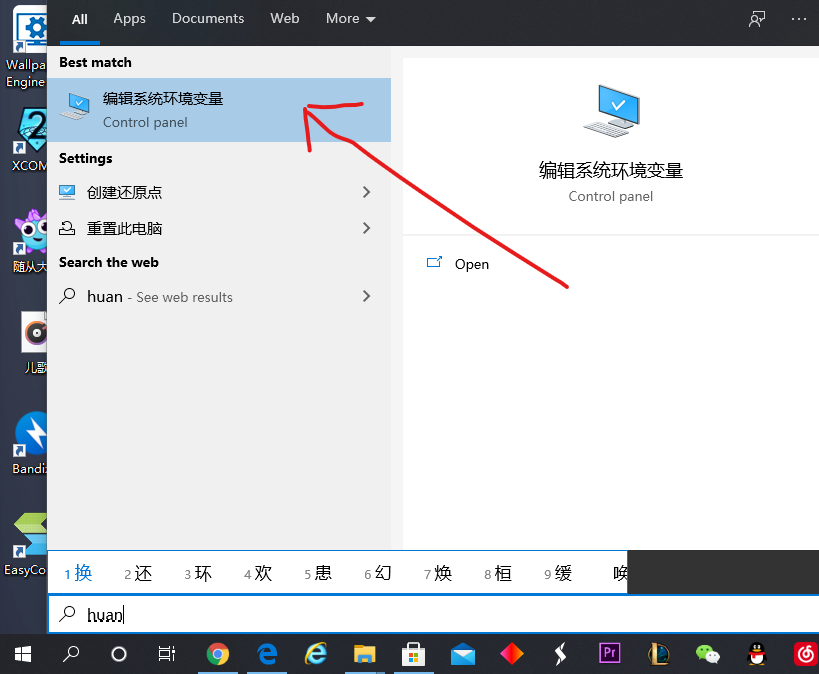 All Apps Documents Web More
Best match
编辑系统环境变量
Control panel
Settings
创建还原点
重置此电脑
Search the web
huan - See web results
编辑系统环境变量
Control panel
Open
Wallpa
Engine
XCOM
随从大
儿歌
Bandiz
EasyCo
1 换 2 还 3 环 4 欢 5 患 6 幻 7 焕 8 桓 9 缓 唤
huan
Pr